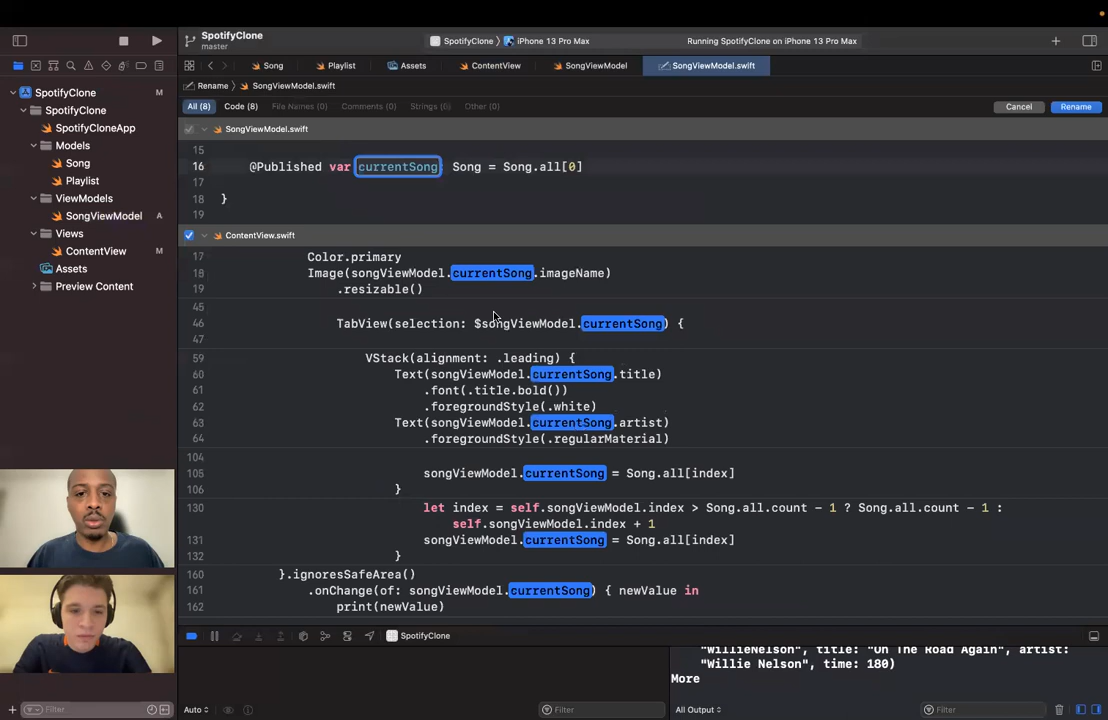 SpotifyClone
master
SpotifyClone
iPhone 13 Pro Max
Running SpotifyClone on iPhone 13 Pro Max
Song
Playlist
Assets
ContentView
SongViewModel
SongViewModel.swift
Rename
SongViewModel.swift
All (8)
Code (8)
File Names (0)
Comments (0)
Strings (0)
Other (0)
Cancel
Rename
SpotifyClone M
SpotifyClone
SpotifyCloneApp
Models
Song
Playlist
ViewModels
SongViewModel A
Views
ContentView M
Assets
Preview Content
SongViewModel.swift
15
16 @Published var currentSong: Song = Song.all[0]
17
18 }
19
ContentView.swift
17 Color.primary
18 Image(songViewModel.currentSong.imageName)
19 .resizable()
45
46 TabView(selection: $songViewModel.currentSong) {
47
59 VStack(alignment: .leading) {
60 Text(songViewModel.currentSong.title)
61 .font(.title.bold())
62 .foregroundStyle(.white)
63 Text(songViewModel.currentSong.artist)
64 .foregroundStyle(.regularMaterial)
104
105 songViewModel.currentSong = Song.all[index]
106 }
130 let index = self.songViewModel.index > Song.all.count - 1 ? Song.all.count - 1 :
self.songViewModel.index + 1
131 songViewModel.currentSong = Song.all[index]
132 }
160 }.ignoresSafeArea()
161 .onChange(of: songViewModel.currentSong) { newValue in
162 print(newValue)
SpotifyClone
"WillieNelson", title: "On The Road Again", artist:
"Willie Nelson", time: 180)
More
Filter
Auto
Filter
All Output
Filter